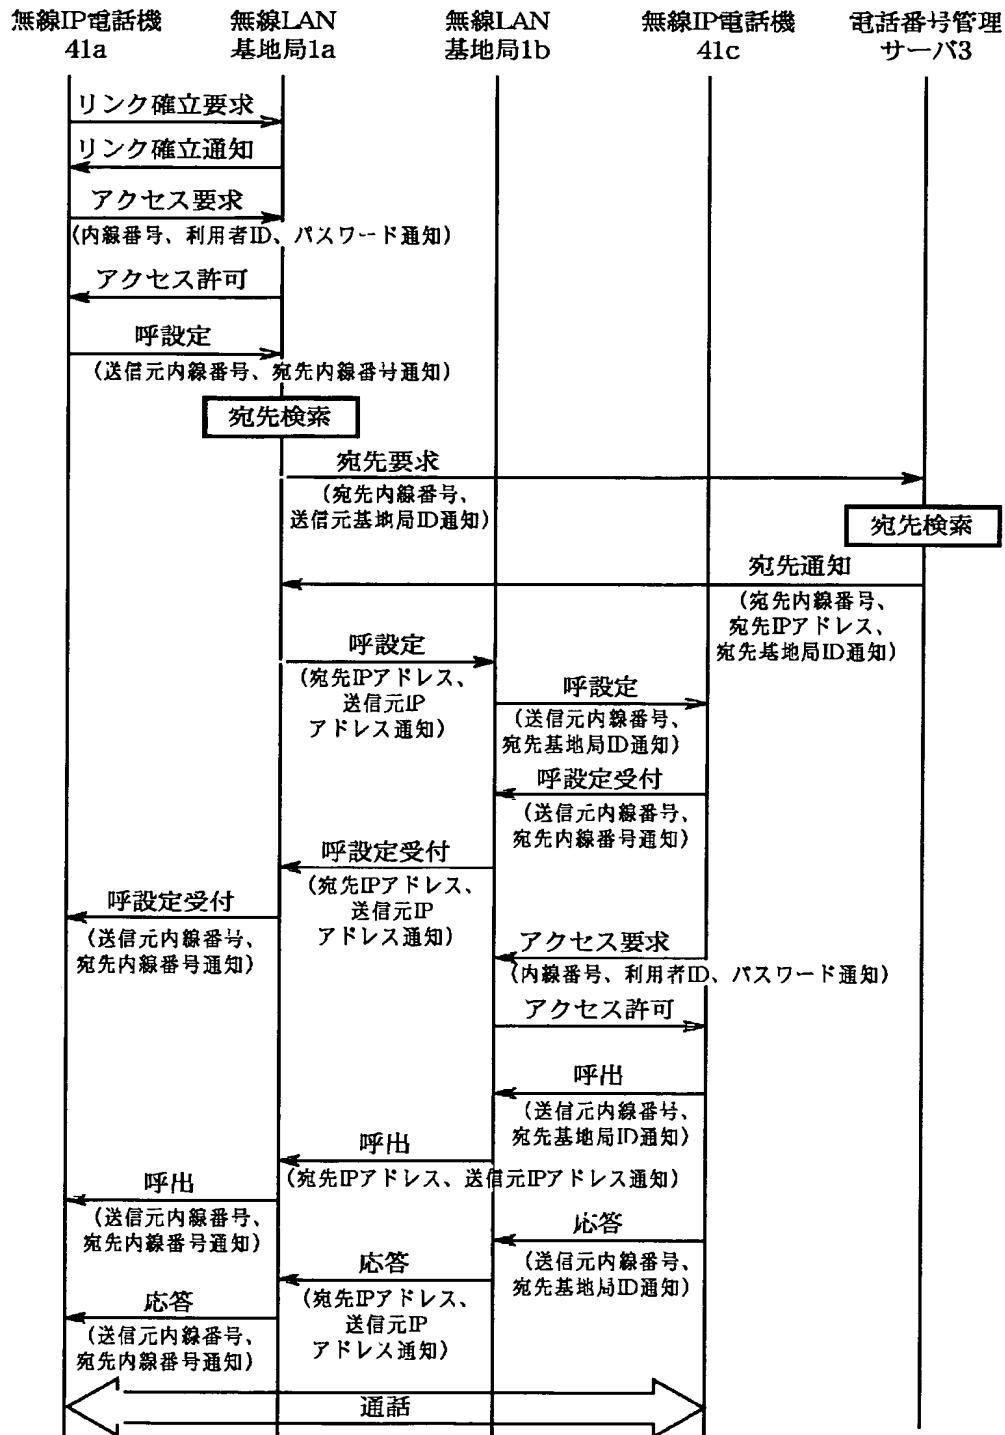 無線IP電話機
41a
無線LAN
基地局1a
無線LAN
基地局1b
無線IP電話機
41c
電話番号管理
サーバ3
リンク確立要求
リンク確立通知
アクセス要求
(内線番号、利用者ID、パスワード通知)
アクセス許可
呼設定
(送信元内線番号、宛先内線番号通知)
宛先検索
宛先要求
(宛先内線番号、
送信元基地局ID通知)
宛先検索
宛先通知
(宛先内線番号、
宛先IPアドレス、
宛先基地局ID通知)
呼設定
(宛先IPアドレス、
送信元IP
アドレス通知)
呼設定
(送信元内線番号、
宛先基地局ID通知)
呼設定受付
(送信元内線番号、
宛先内線番号通知)
呼設定受付
(宛先IPアドレス、
送信元IP
アドレス通知)
呼設定受付
(送信元内線番号、
宛先内線番号通知)
アクセス要求
(内線番号、利用者ID、パスワード通知)
アクセス許可
呼出
(送信元内線番号、
宛先基地局ID通知)
呼出
(宛先IPアドレス、送信元IPアドレス通知)
呼出
(送信元内線番号、
宛先内線番号通知)
応答
(送信元内線番号、
宛先基地局ID通知)
応答
(宛先IPアドレス、
送信元IP
アドレス通知)
応答
(送信元内線番号、
宛先内線番号通知)
通話